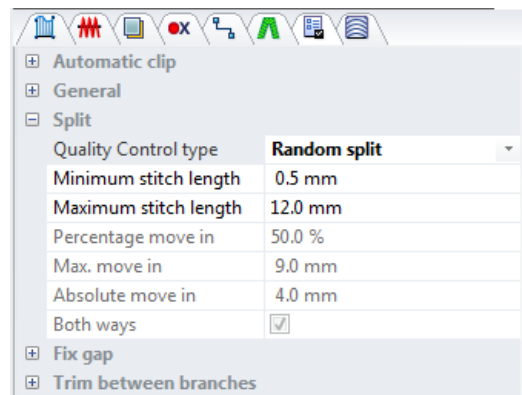 Automatic clip
General
Split
Quality Control type Random split
Minimum stitch length 0.5 mm
Maximum stitch length 12.0 mm
Percentage move in 50.0 %
Max. move in 9.0 mm
Absolute move in 4.0 mm
Both ways
Fix gap
Trim between branches